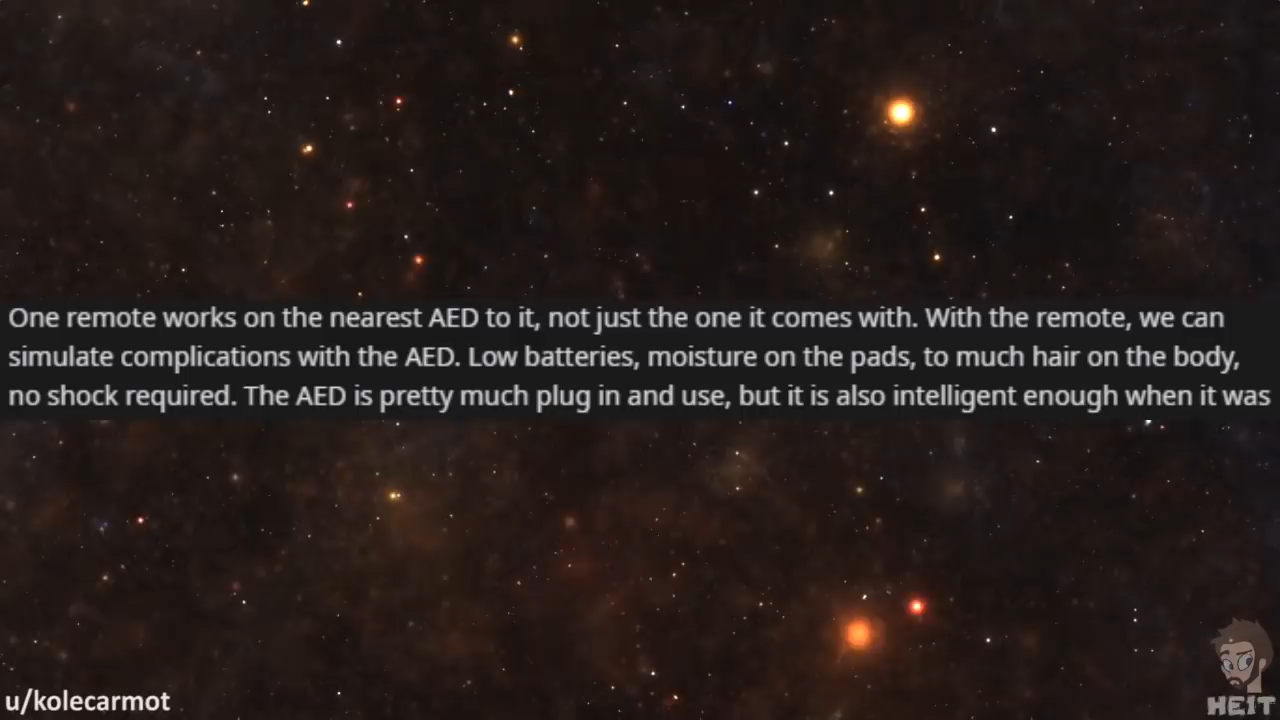 One remote works on the nearest AED to it, not just the one it comes with. With the remote, we can
simulate complications with the AED. Low batteries, moisture on the pads, to much hair on the body,
no shock required. The AED is pretty much plug in and use, but it is also intelligent enough when it was
u/kolecarmot
HEIT